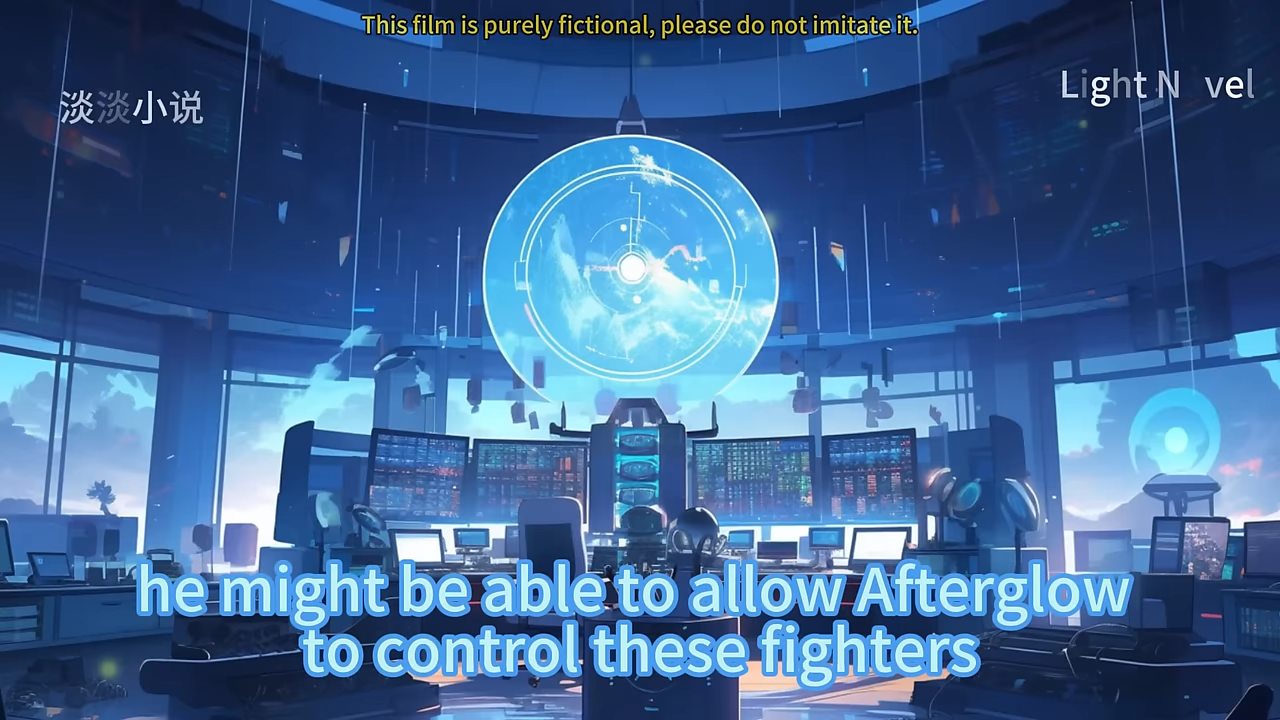 This film is purely fictional, please do not imitate it.
淡淡小说
Light N vel
he might be able to allow Afterglow
to control these fighters